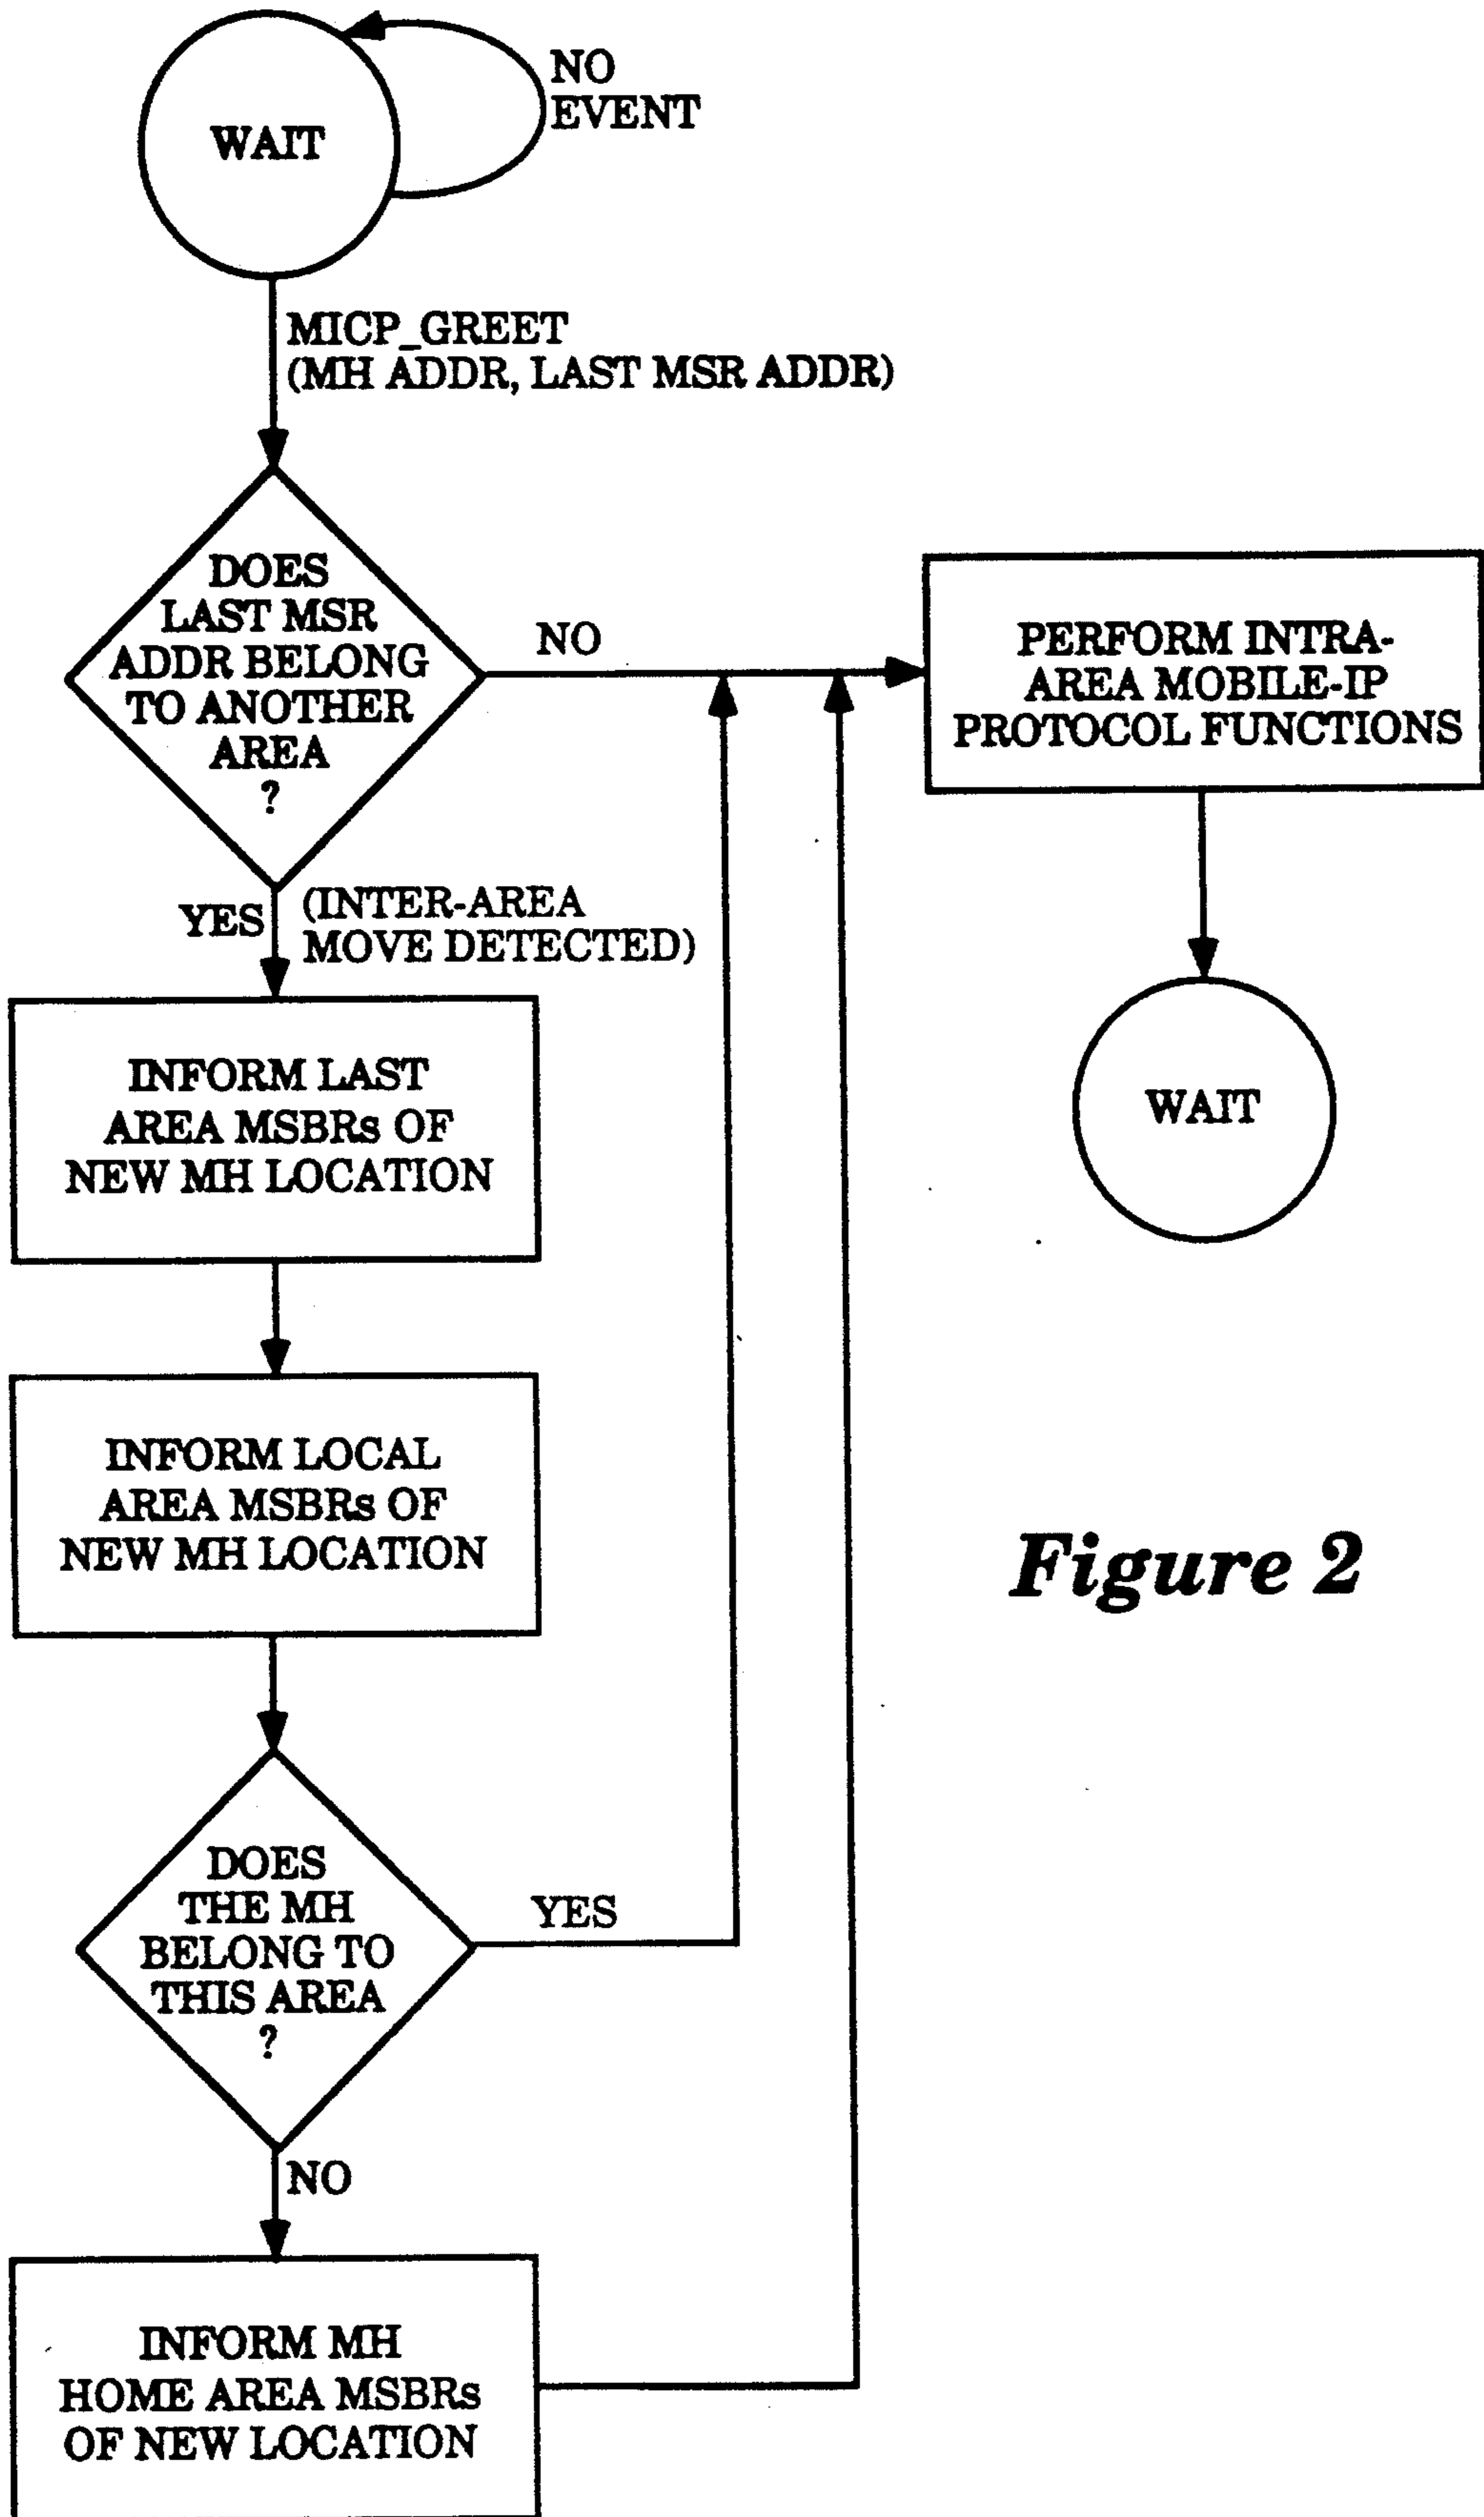 WAIT
NO
EVENT
MICP_GREET
(MH ADDR, LAST MSR ADDR)
DOES
LAST MSR
ADDR BELONG
TO ANOTHER
AREA
?
NO
PERFORM INTRA-
AREA MOBILE-IP
PROTOCOL FUNCTIONS
YES
(INTER-AREA
MOVE DETECTED)
WAIT
INFORM LAST
AREA MSBRs OF
NEW MH LOCATION
INFORM LOCAL
AREA MSBRs OF
NEW MH LOCATION
Figure 2
DOES
THE MH
BELONG TO
THIS AREA
?
YES
NO
INFORM MH
HOME AREA MSBRs
OF NEW LOCATION